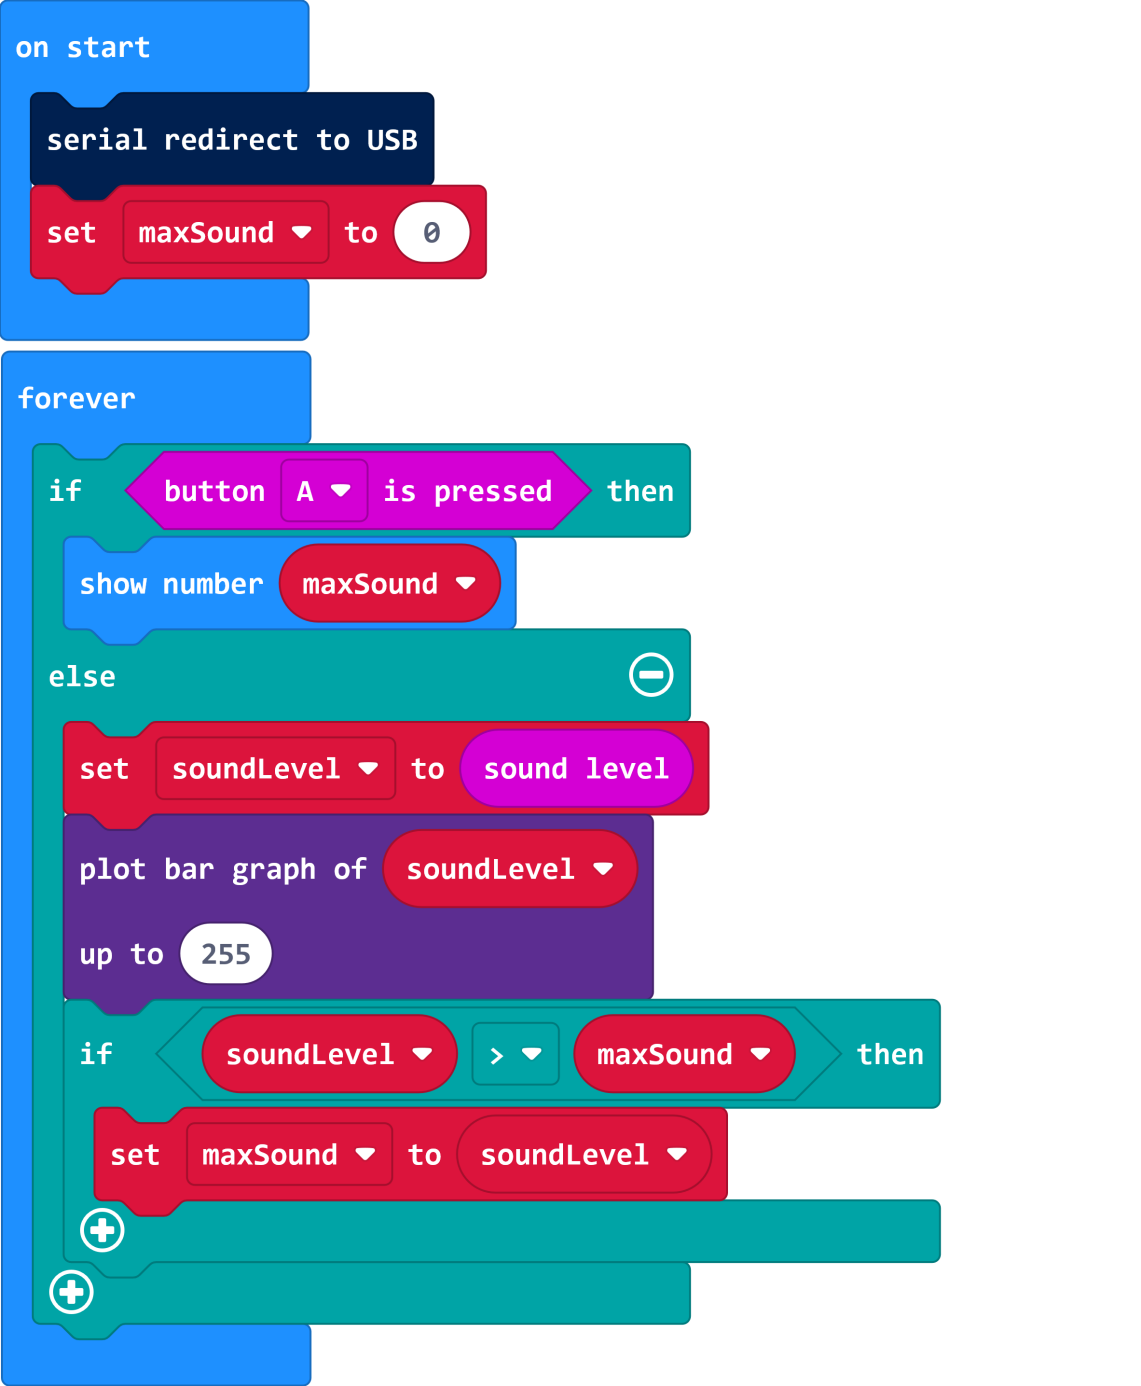 on start
serial redirect to USB
set maxSound to 0
forever
if button A is pressed then
show number maxSound
else
set soundLevel to sound level
plot bar graph of soundLevel
up to 255
if soundLevel > maxSound then
set maxSound to soundLevel